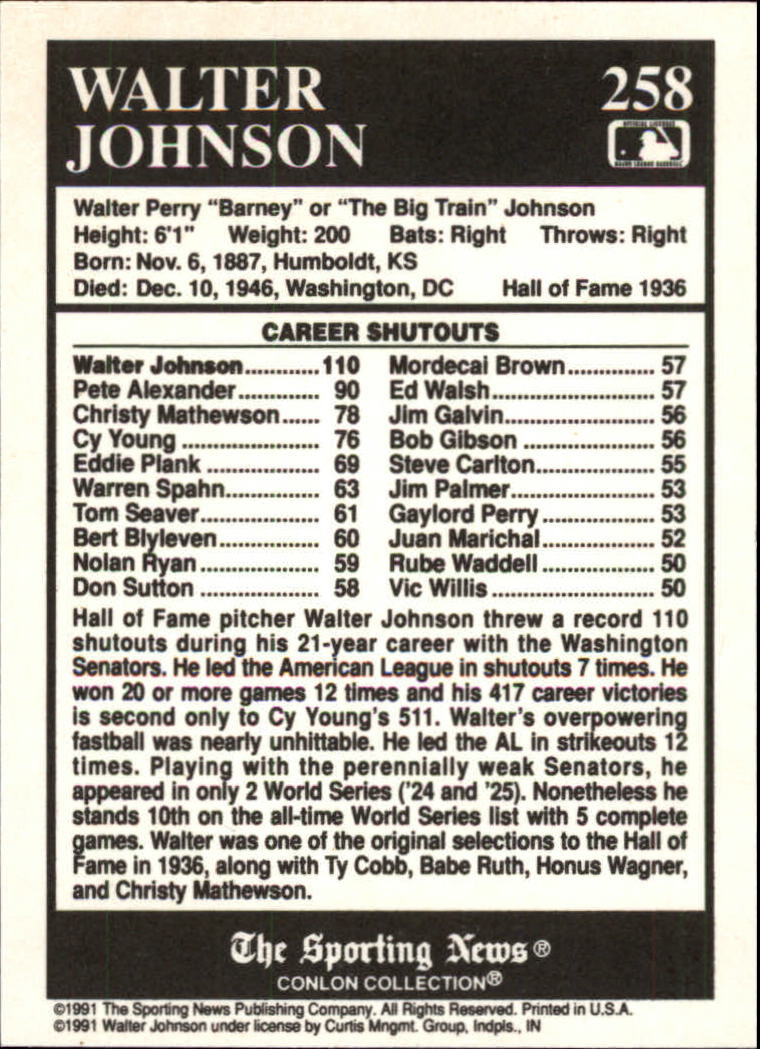 WALTER 258
JOHNSON
OFFICIAL LICENSEE
MAJOR LEAGUE BASEBALL
Walter Perry “Barney” or “The Big Train” Johnson
Height: 6'1" Weight: 200 Bats: Right Throws: Right
Born: Nov. 6, 1887, Humboldt, KS
Died: Dec. 10, 1946, Washington, DC Hall of Fame 1936
CAREER SHUTOUTS
Walter Johnson............110 Mordecai Brown.............. 57
Pete Alexander............. 90 Ed Walsh.......................... 57
Christy Mathewson...... 78 Jim Galvin........................ 56
Cy Young ...................... 76 Bob Gibson ..................... 56
Eddie Plank .................. 69 Steve Carlton................... 55
Warren Spahn............... 63 Jim Palmer....................... 53
Tom Seaver................... 61 Gaylord Perry .................. 53
Bert Blyleven................ 60 Juan Marichal................... 52
Nolan Ryan ................... 59 Rube Waddell .................. 50
Don Sutton ................... 58 Vic Willis .......................... 50
Hall of Fame pitcher Walter Johnson threw a record 110
shutouts during his 21-year career with the Washington
Senators. He led the American League in shutouts 7 times. He
won 20 or more games 12 times and his 417 career victories
is second only to Cy Young's 511. Walter's overpowering
fastball was nearly unhittable. He led the AL in strikeouts 12
times. Playing with the perennially weak Senators, he
appeared in only 2 World Series ('24 and '25). Nonetheless he
stands 10th on the all-time World Series list with 5 complete
games. Walter was one of the original selections to the Hall of
Fame in 1936, along with Ty Cobb, Babe Ruth, Honus Wagner,
and Christy Mathewson.
The Sporting News®
CONLON COLLECTION®
©1991 The Sporting News Publishing Company. All Rights Reserved. Printed in U.S.A.
©1991 Walter Johnson under license by Curtis Mngmt. Group, Indpls., IN